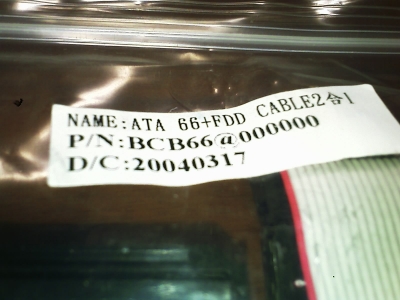 NAME:ATA 66+FDD CABLE2合1
P/N:BCB66@000000
D/C:20040317